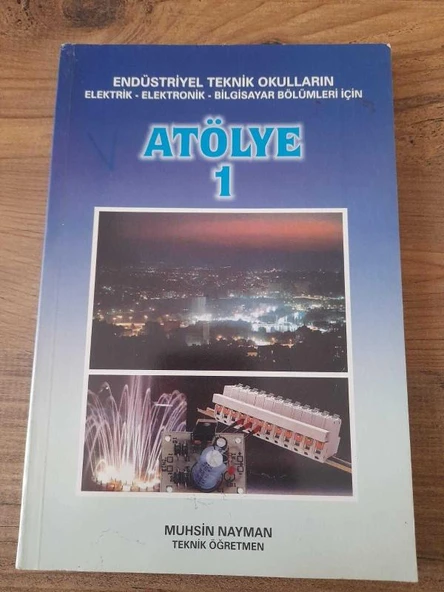 ENDÜSTRİYEL TEKNİK OKULLARIN
ELEKTRİK - ELEKTRONİK - BİLGİSAYAR BÖLÜMLERİ İÇİN
ATÖLYE
1
MUHSİN NAYMAN
TEKNİK ÖĞRETMEN